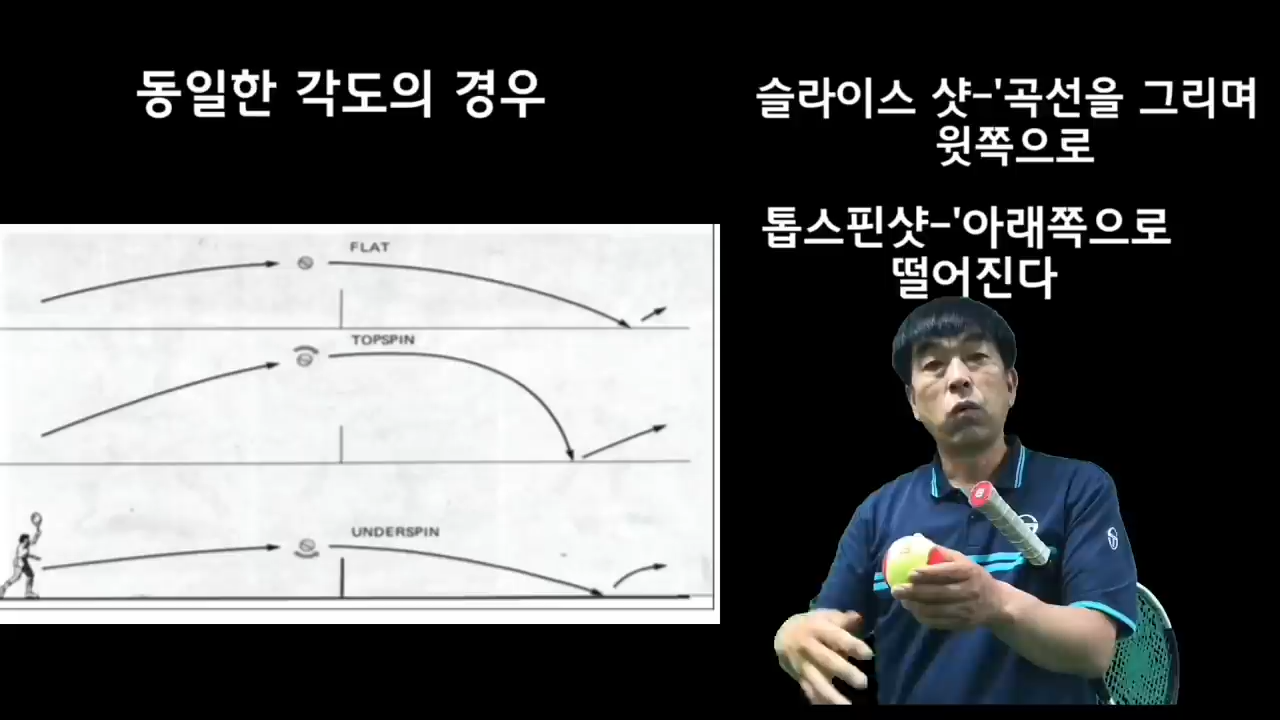 동일한 각도의 경우
슬라이스 샷-'곡선을 그리며
윗쪽으로
톱스핀샷-'아래쪽으로
떨어진다
FLAT
TOPSPIN
UNDERSPIN